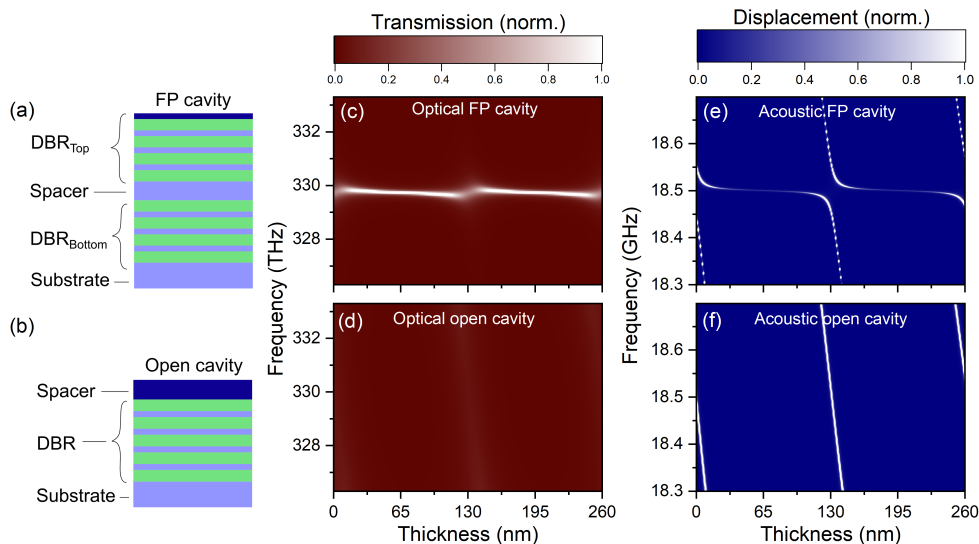 (a)
FP cavity
DBRTop
Spacer
DBRBottom
Substrate
(b)
Open cavity
Spacer
DBR
Substrate
Transmission (norm.)
0.0 0.2 0.4 0.6 0.8 1.0
(c) Optical FP cavity
332
330
328
(d) Optical open cavity
332
330
328
Frequency (THz)
0 65 130 195 260
Thickness (nm)
Displacement (norm.)
0.0 0.2 0.4 0.6 0.8 1.0
(e) Acoustic FP cavity
18.6
18.5
18.4
18.3
(f) Acoustic open cavity
18.6
18.5
18.4
18.3
Frequency (GHz)
0 65 130 195 260
Thickness (nm)